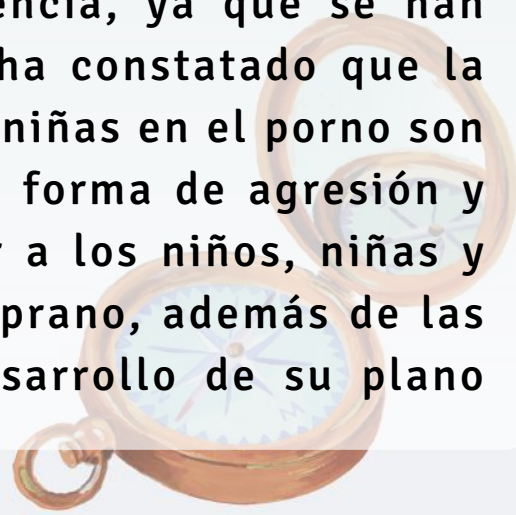 encia, ya que se han
ha constatado que la
niñas en el porno son
forma de agresión y
a los niños, niñas y
prano, además de las
sarrollo de su plano